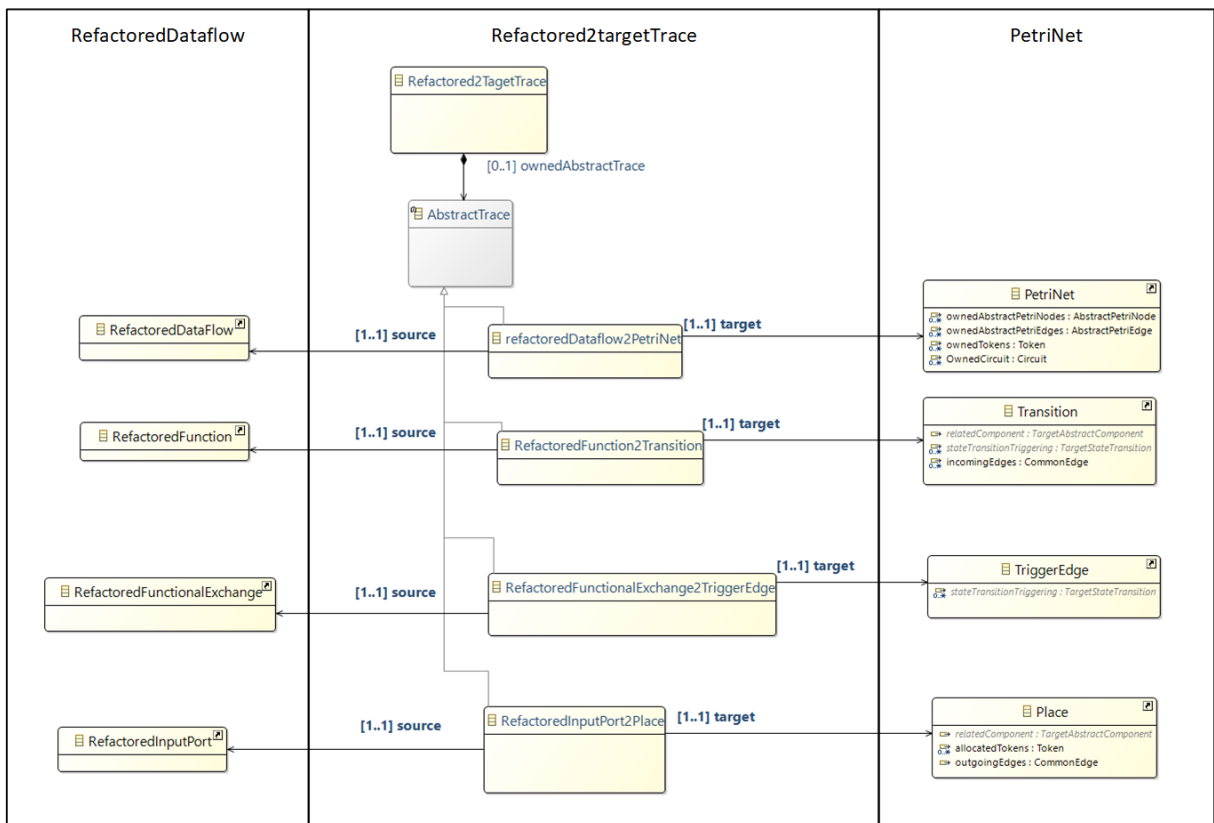 RefactoredDataflow
Refactored2targetTrace
PetriNet
Refactored2TagetTrace
[0..1] ownedAbstractTrace
AbstractTrace
RefactoredDataFlow
[1..1] source
refactoredDataflow2PetriNet
[1..1] target
PetriNet
ownedAbstractPetriNodes : AbstractPetriNode
ownedAbstractPetriEdges : AbstractPetriEdge
ownedTokens : Token
OwnedCircuit : Circuit
RefactoredFunction
[1..1] source
RefactoredFunction2Transition
[1..1] target
Transition
relatedComponent : TargetAbstractComponent
stateTransitionTriggering : TargetStateTransition
incomingEdges : CommonEdge
RefactoredFunctionalExchange
[1..1] source
RefactoredFunctionalExchange2TriggerEdge
[1..1] target
TriggerEdge
stateTransitionTriggering : TargetStateTransition
RefactoredInputPort
[1..1] source
RefactoredInputPort2Place
[1..1] target
Place
relatedComponent : TargetAbstractComponent
allocatedTokens : Token
outgoingEdges : CommonEdge